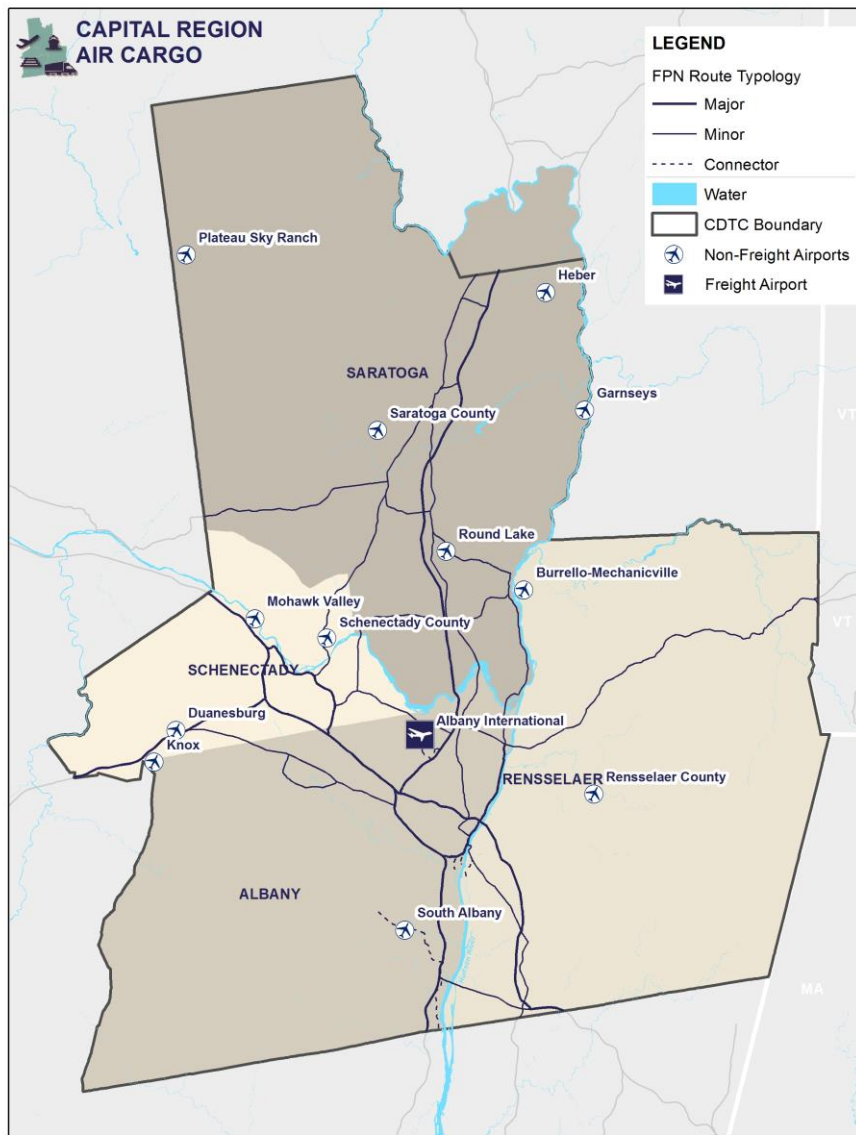 CAPITAL REGION
AIR CARGO
LEGEND
FPN Route Typology
Major
Minor
Connector
Water
CDTC Boundary
Non-Freight Airports
Freight Airport
Plateau Sky Ranch
Heber
SARATOGA
Garnseys
Saratoga County
VT
Round Lake
Burrello-Mechanicville
Mohawk Valley
VT
Schenectady County
SCHENECTADY
Duanesburg
Albany International
Knox
RENSSELAER
Rensselaer County
ALBANY
South Albany
Hudson River
MA